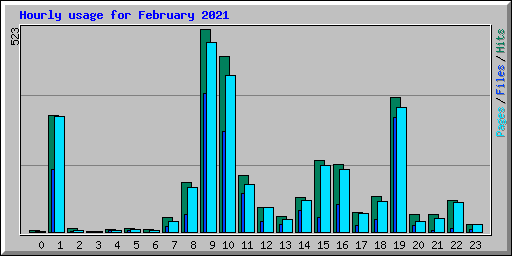 Hourly usage for February 2021
523
Pages / Files / Hits
0 1 2 3 4 5 6 7 8 9 10 11 12 13 14 15 16 17 18 19 20 21 22 23